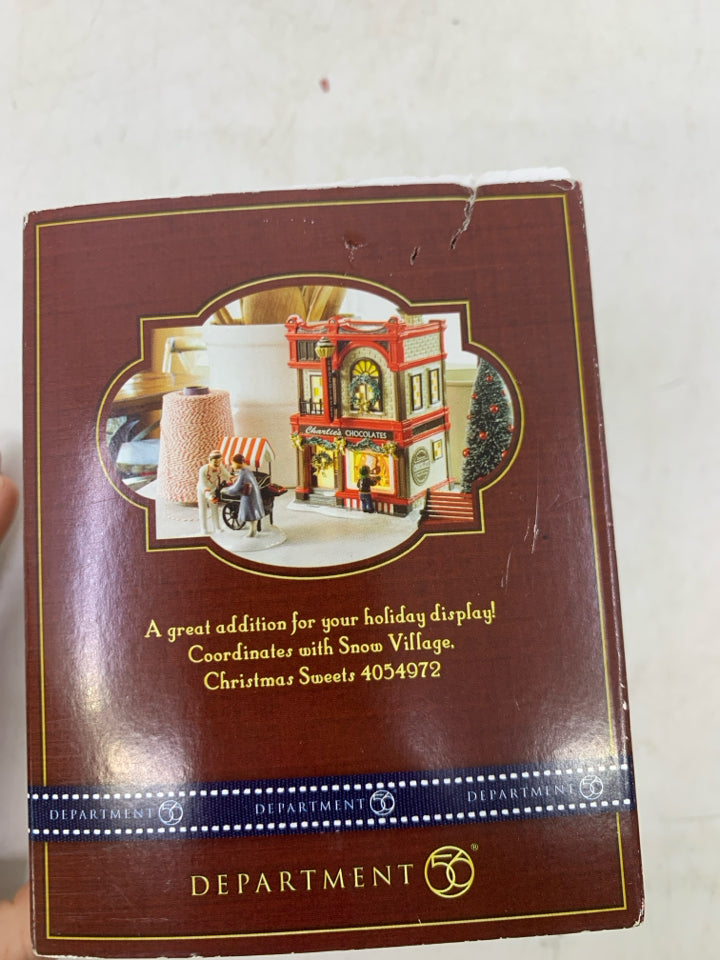 Charlie's CHOCOLATES
A great addition for your holiday display!
Coordinates with Snow Village,
Christmas Sweets 4054972
DEPARTMENT 56 DEPARTMENT 56 DEPARTMENT 56
DEPARTMENT 56®